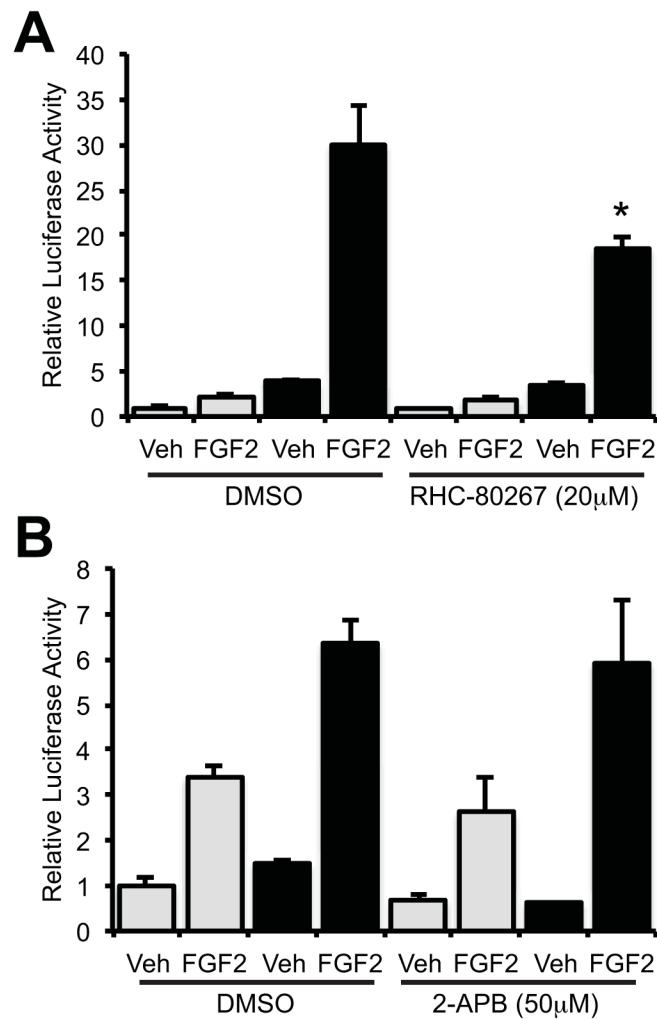 A
Relative Luciferase Activity
40
35
30
25
20
15
10
5
0
*
Veh FGF2 Veh FGF2 Veh FGF2 Veh FGF2
DMSO RHC-80267 (20μM)
B
Relative Luciferase Activity
8
7
6
5
4
3
2
1
0
Veh FGF2 Veh FGF2 Veh FGF2 Veh FGF2
DMSO 2-APB (50μM)